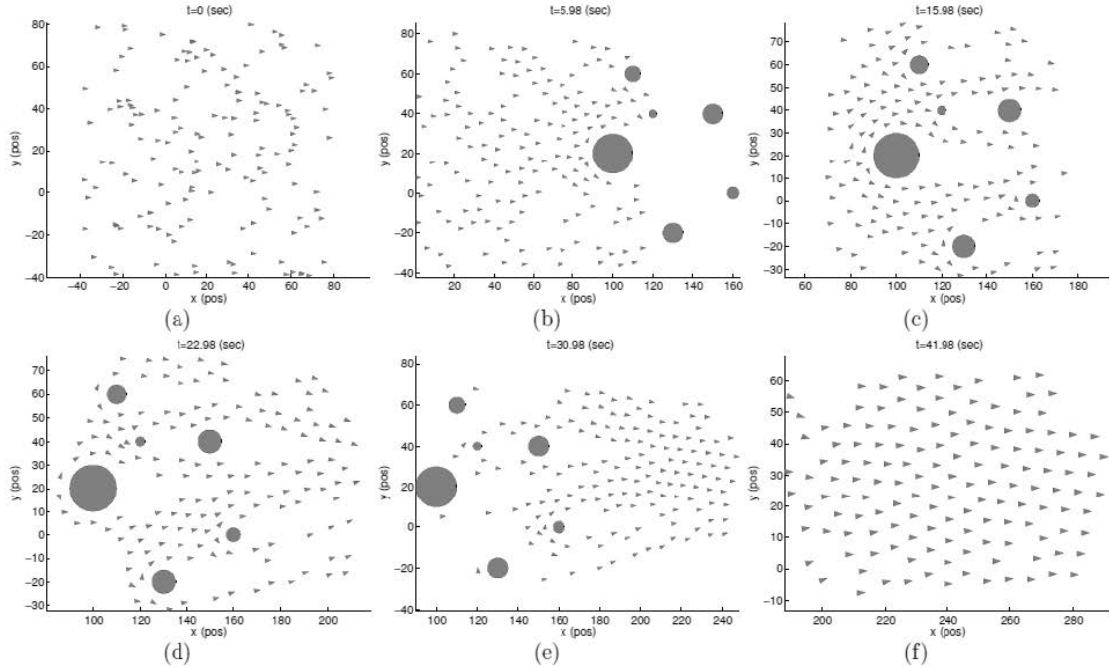 t=0 (sec)
80
60
40
20
0
−20
−40
−40 −20 0 20 40 60 80
x (pos)
y (pos)
(a)
t=5.98 (sec)
80
60
40
20
0
−20
−40
20 40 60 80 100 120 140 160
x (pos)
y (pos)
(b)
t=15.98 (sec)
70
60
50
40
30
20
10
0
−10
−20
−30
60 80 100 120 140 160 180
x (pos)
y (pos)
(c)
t=22.98 (sec)
70
60
50
40
30
20
10
0
−10
−20
−30
100 120 140 160 180 200
x (pos)
y (pos)
(d)
t=30.98 (sec)
80
60
40
20
0
−20
−40
100 120 140 160 180 200 220 240
x (pos)
y (pos)
(e)
t=41.98 (sec)
60
50
40
30
20
10
0
−10
200 220 240 260 280
x (pos)
y (pos)
(f)